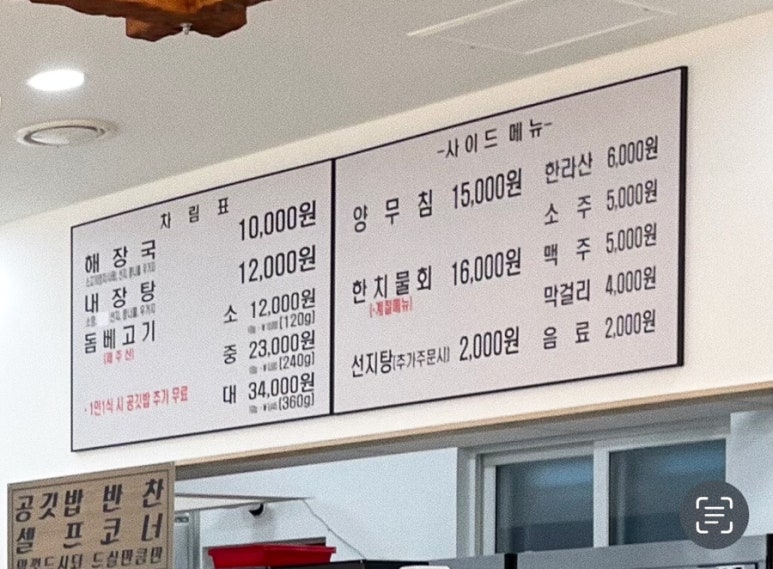 차 림 표
해 장 국 10,000원
내 장 탕 12,000원
돔 베 고 기 소 12,000원
(제 주 산) (120g)
중 23,000원
(240g)
대 34,000원
(360g)
· 1인1식 시 공깃밥 추가 무료
-사 이 드 메 뉴-
양 무 침 15,000원
한 치 물 회 16,000원
(계절메뉴)
선지탕(추가주문시) 2,000원
한라산 6,000원
소 주 5,000원
맥 주 5,000원
막걸리 4,000원
음 료 2,000원
공 깃 밥 반 찬
셀 프 코 너